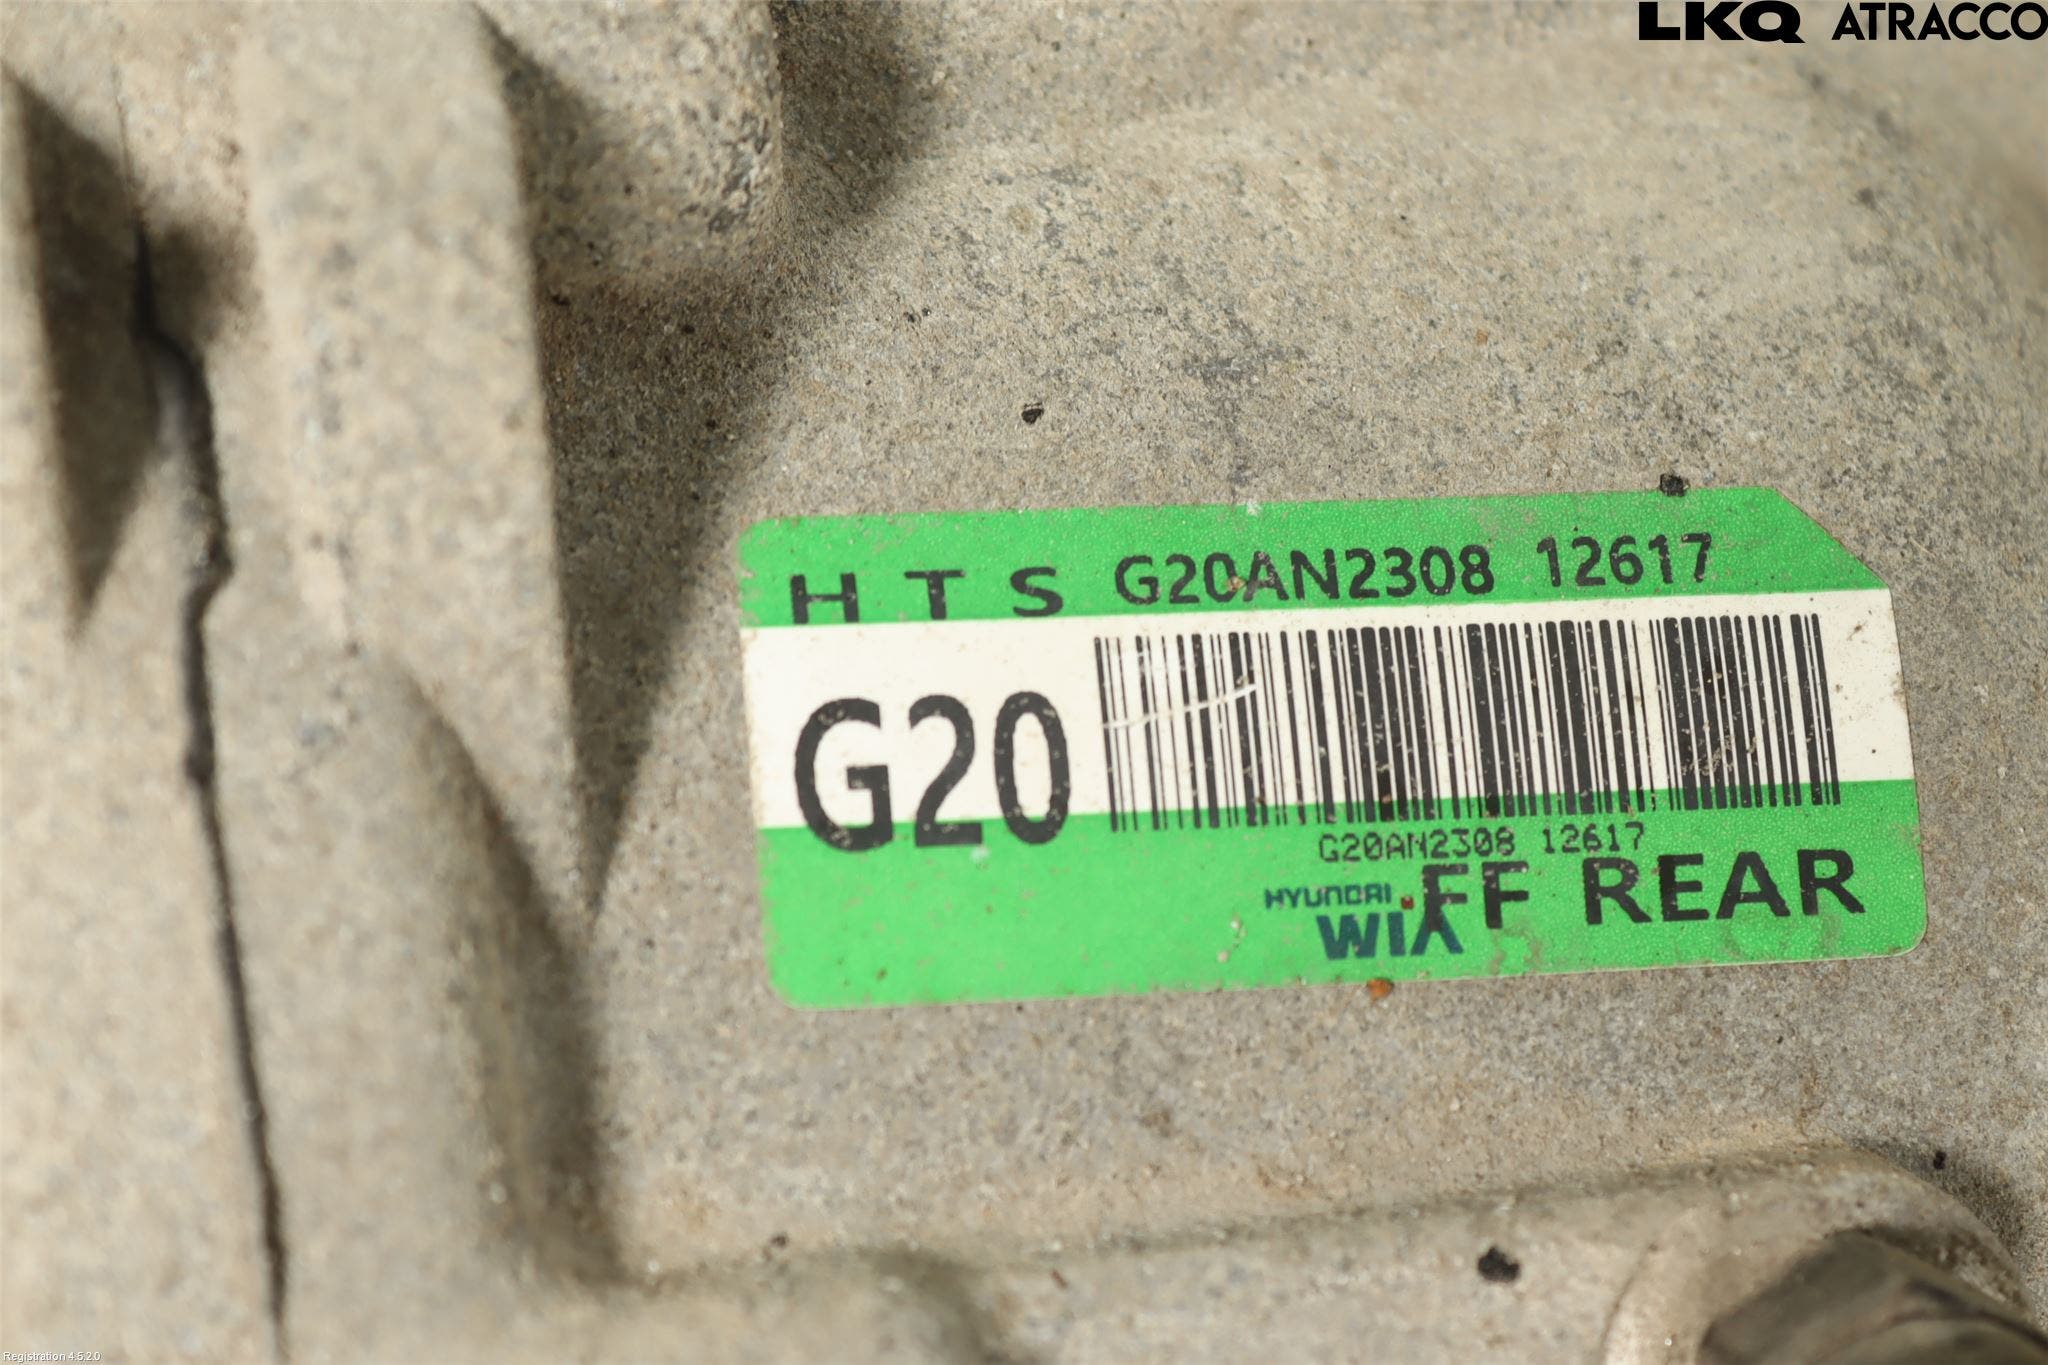 LKQ ATRACCO
H T S G20AN2308 12617
G20
G20AN2308 12617
HYUNDAI FF REAR
WIA
Registration 4.5.2.0